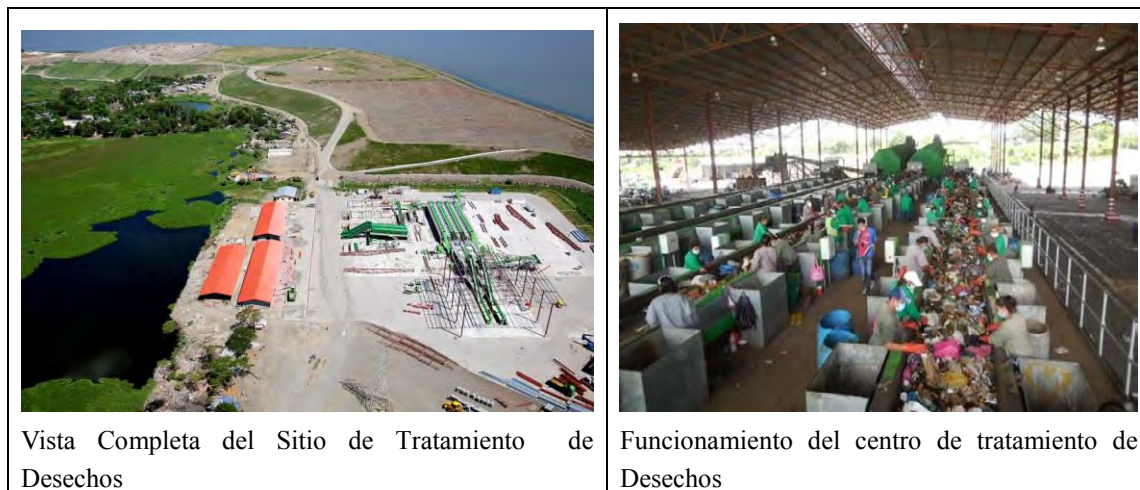 Vista Completa del Sitio de Tratamiento de
Desechos
Funcionamiento del centro de tratamiento de
Desechos